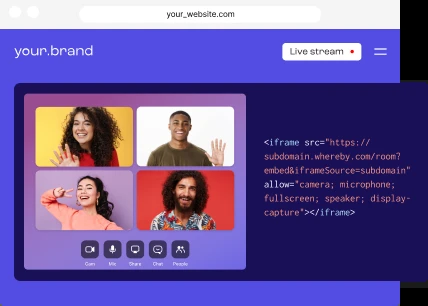 your_website.com
your.brand
Live stream
<iframe src="https://
subdomain.whereby.com/room?
embed&iframeSource=subdomain"
allow="camera; microphone;
fullscreen; speaker; display-
capture"></iframe>
Cam
Mic
Share
Chat
People